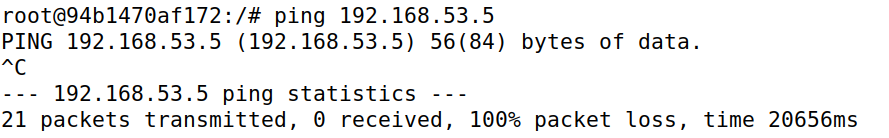 root@94b1470af172:/# ping 192.168.53.5
PING 192.168.53.5 (192.168.53.5) 56(84) bytes of data.
^C
--- 192.168.53.5 ping statistics ---
21 packets transmitted, 0 received, 100% packet loss, time 20656ms